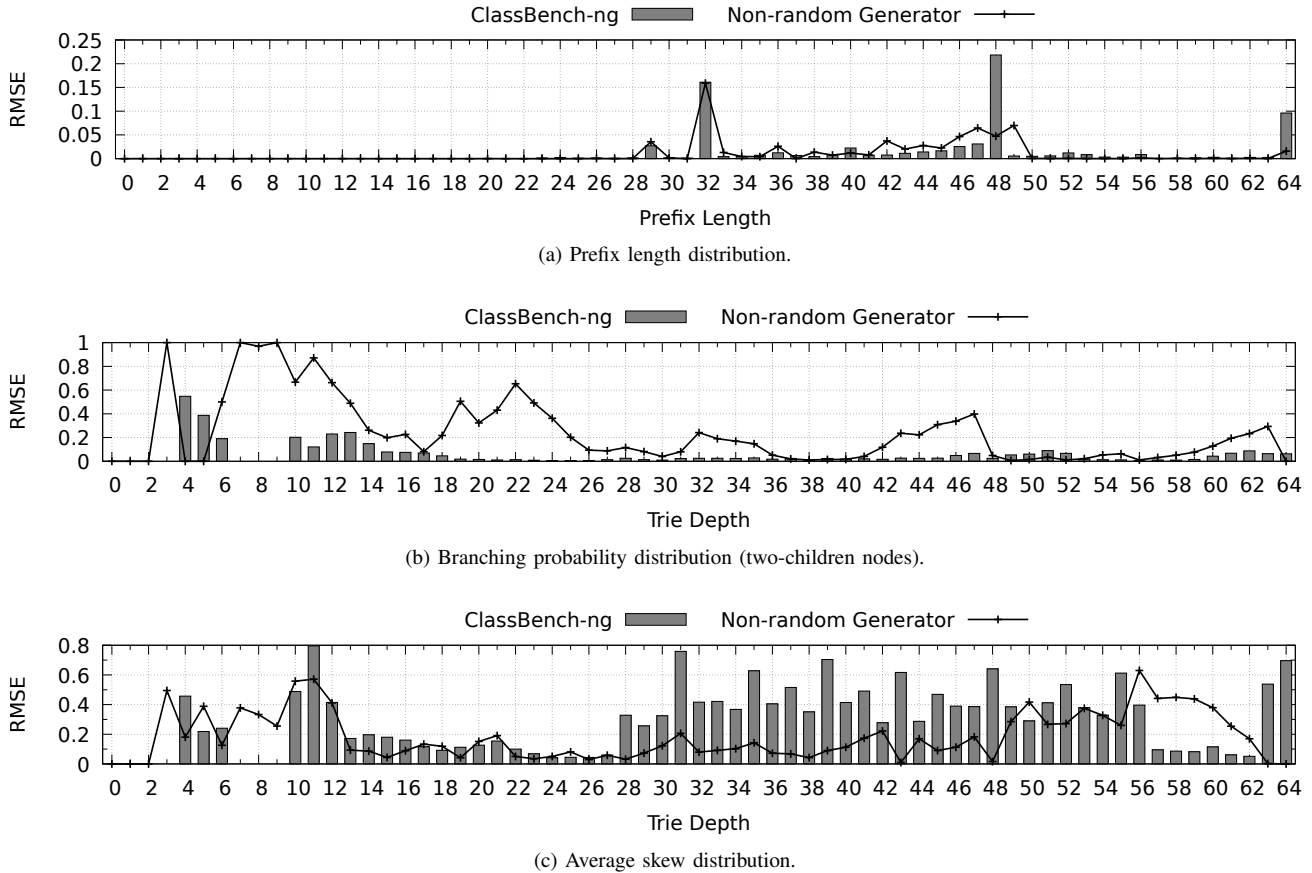 ClassBench-ng Non-random Generator
0.25
0.2
0.15
0.1
0.05
0
RMSE
0 2 4 6 8 10 12 14 16 18 20 22 24 26 28 30 32 34 36 38 40 42 44 46 48 50 52 54 56 58 60 62 64
Prefix Length
(a) Prefix length distribution.
ClassBench-ng Non-random Generator
1
0.8
0.6
0.4
0.2
0
RMSE
0 2 4 6 8 10 12 14 16 18 20 22 24 26 28 30 32 34 36 38 40 42 44 46 48 50 52 54 56 58 60 62 64
Trie Depth
(b) Branching probability distribution (two-children nodes).
ClassBench-ng Non-random Generator
0.8
0.6
0.4
0.2
0
RMSE
0 2 4 6 8 10 12 14 16 18 20 22 24 26 28 30 32 34 36 38 40 42 44 46 48 50 52 54 56 58 60 62 64
Trie Depth
(c) Average skew distribution.